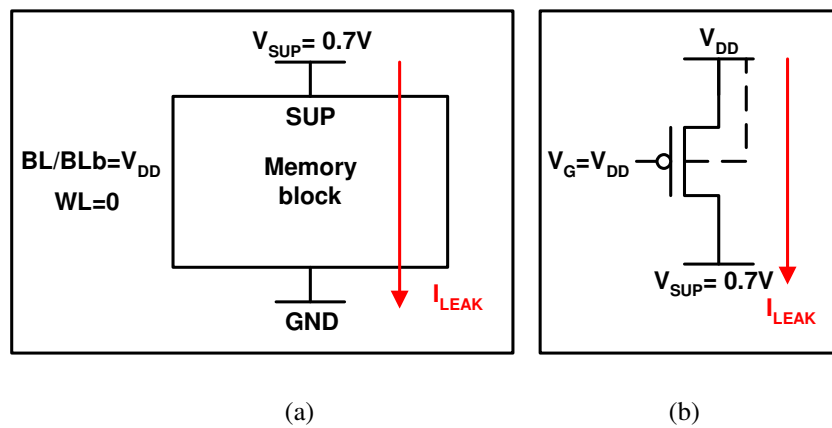 V_SUP= 0.7V
SUP
BL/BLb=V_DD
WL=0
Memory
block
I_LEAK
GND
(a)
V_DD
V_G=V_DD
V_SUP= 0.7V
I_LEAK
(b)